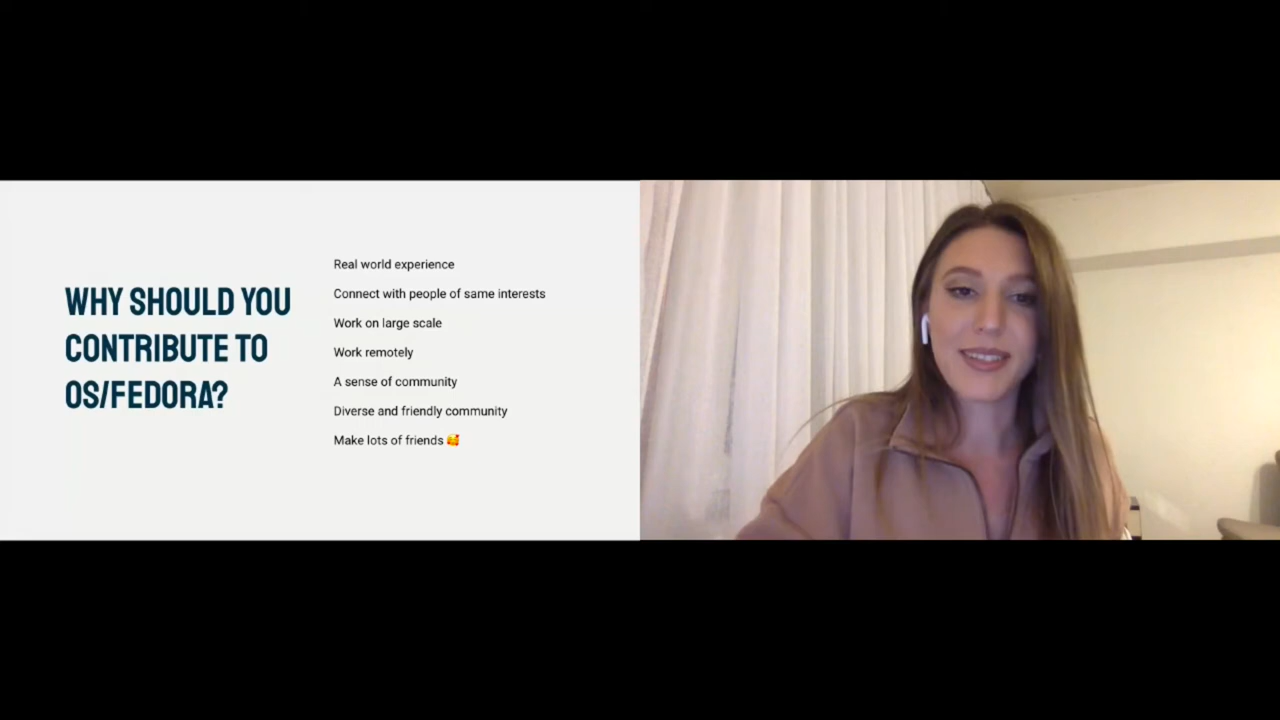 WHY SHOULD YOU
CONTRIBUTE TO
OS/FEDORA?
Real world experience
Connect with people of same interests
Work on large scale
Work remotely
A sense of community
Diverse and friendly community
Make lots of friends 🥰